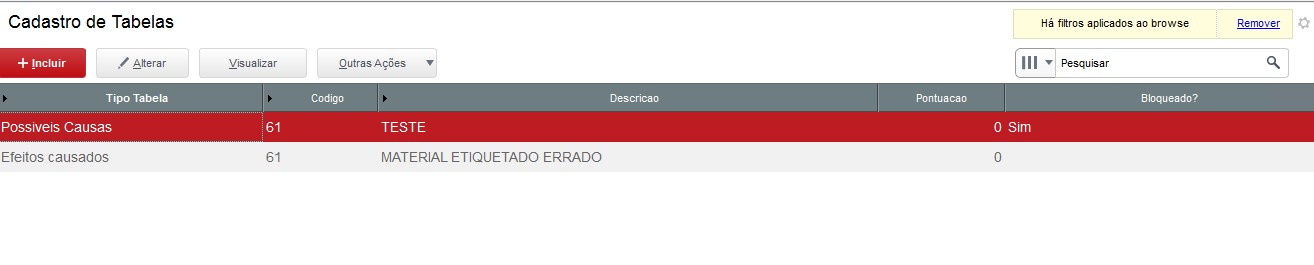 Cadastro de Tabelas
Há filtros aplicados ao browse Remover
+ Incluir Alterar Visualizar Outras Ações Pesquisar
Tipo Tabela Codigo Descricao Pontuacao Bloqueado?
Possiveis Causas 61 TESTE 0 Sim
Efeitos causados 61 MATERIAL ETIQUETADO ERRADO 0